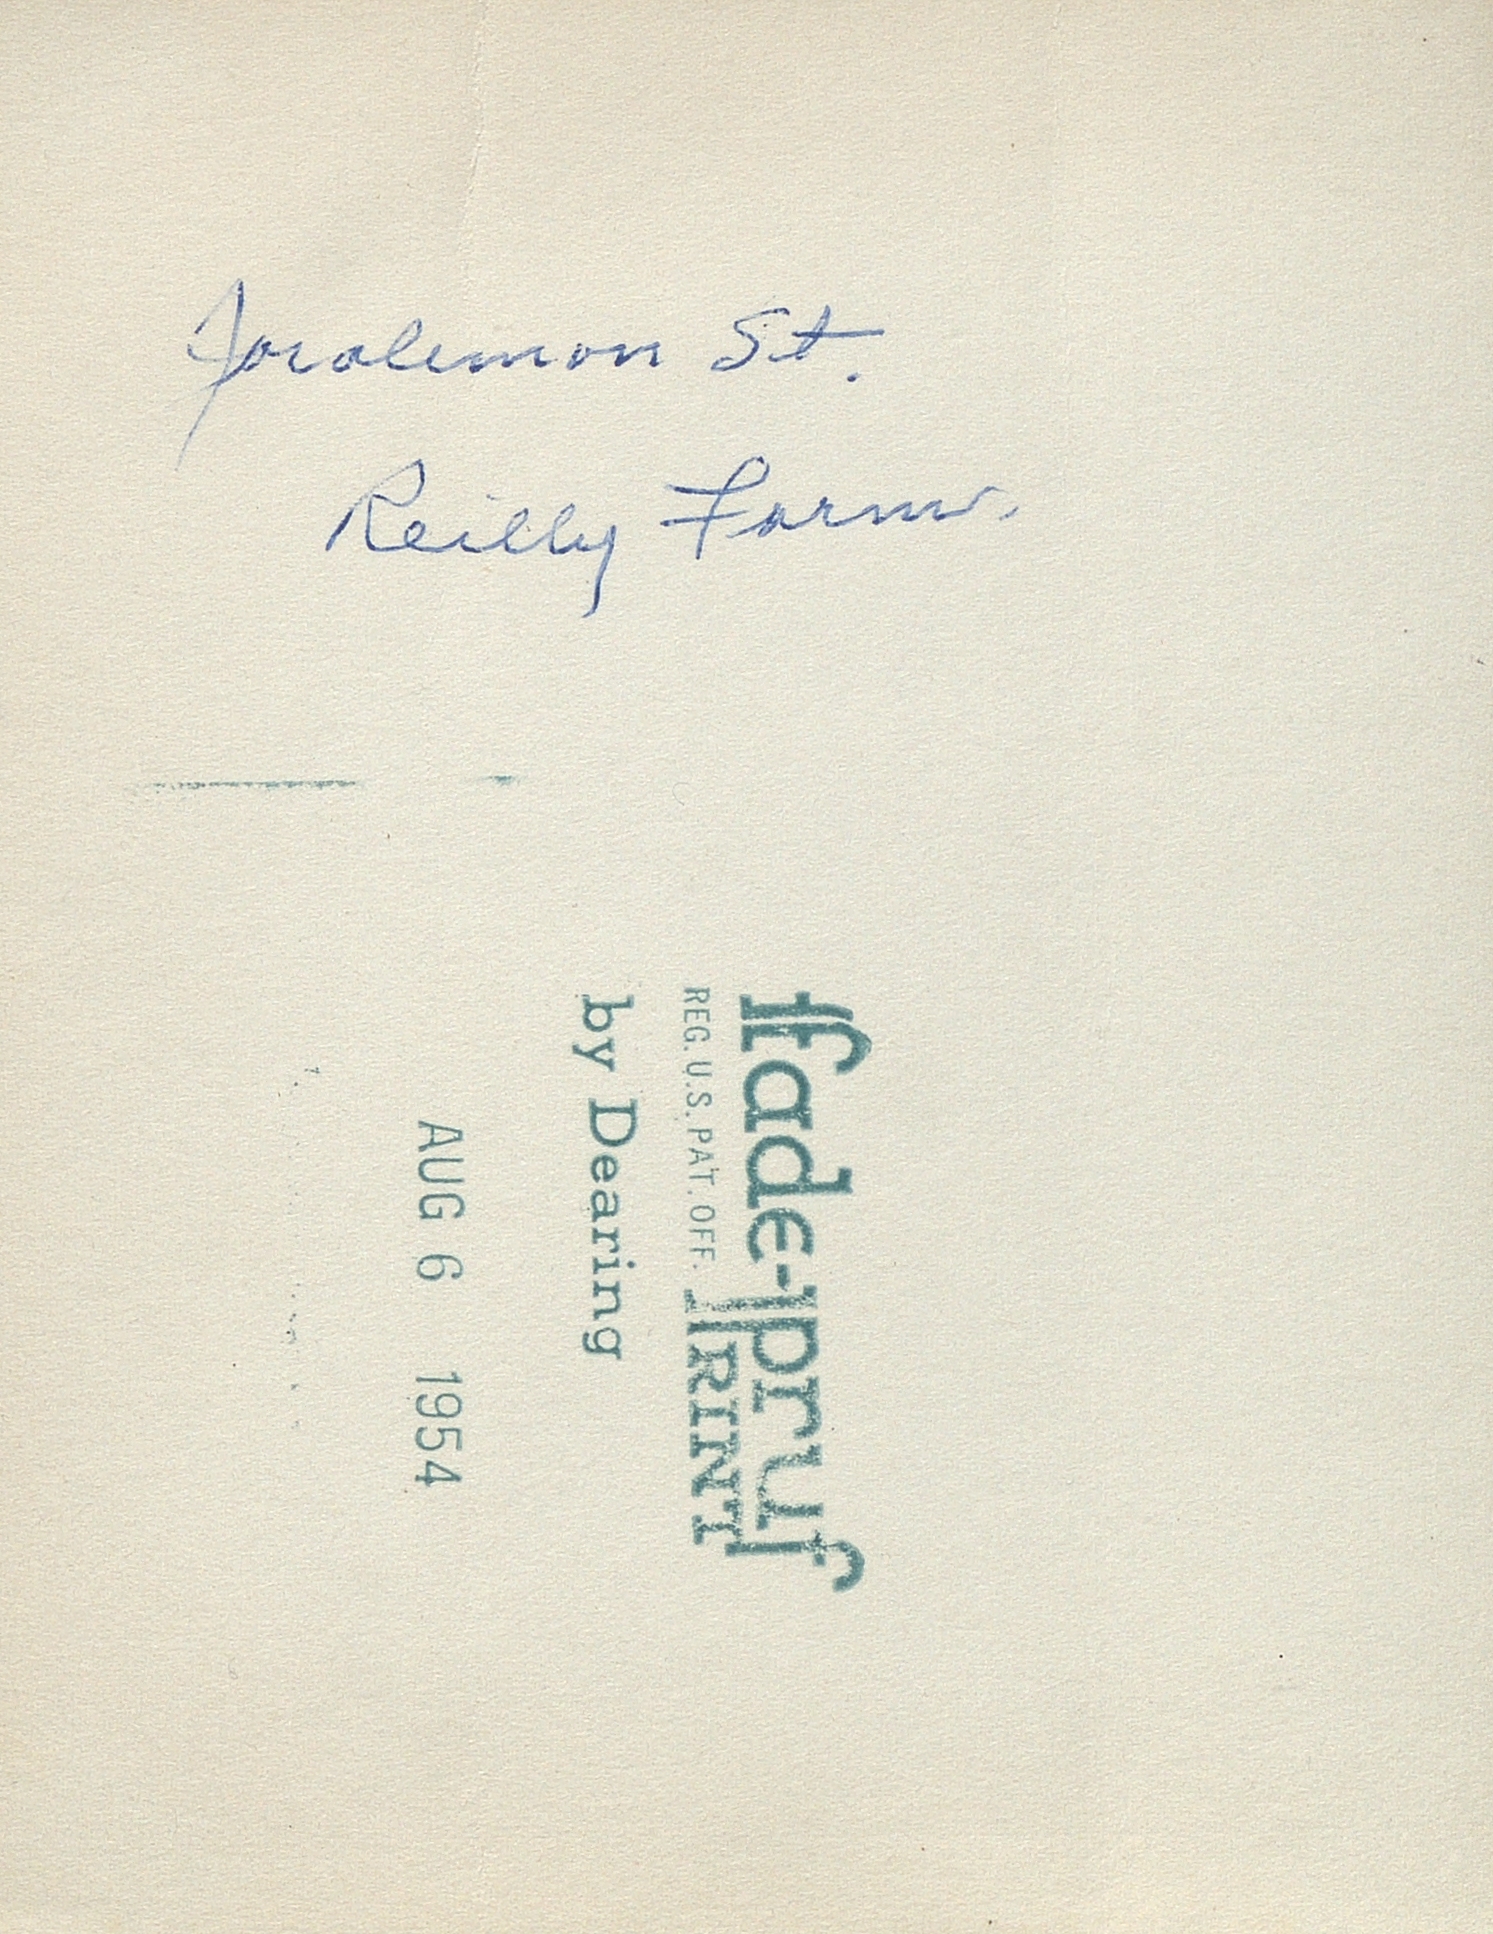 Joralemon St.
Reilly Farm.
fade-pruf
REG. U.S. PAT. OFF. PRINT
by Dearing
AUG 6 1954